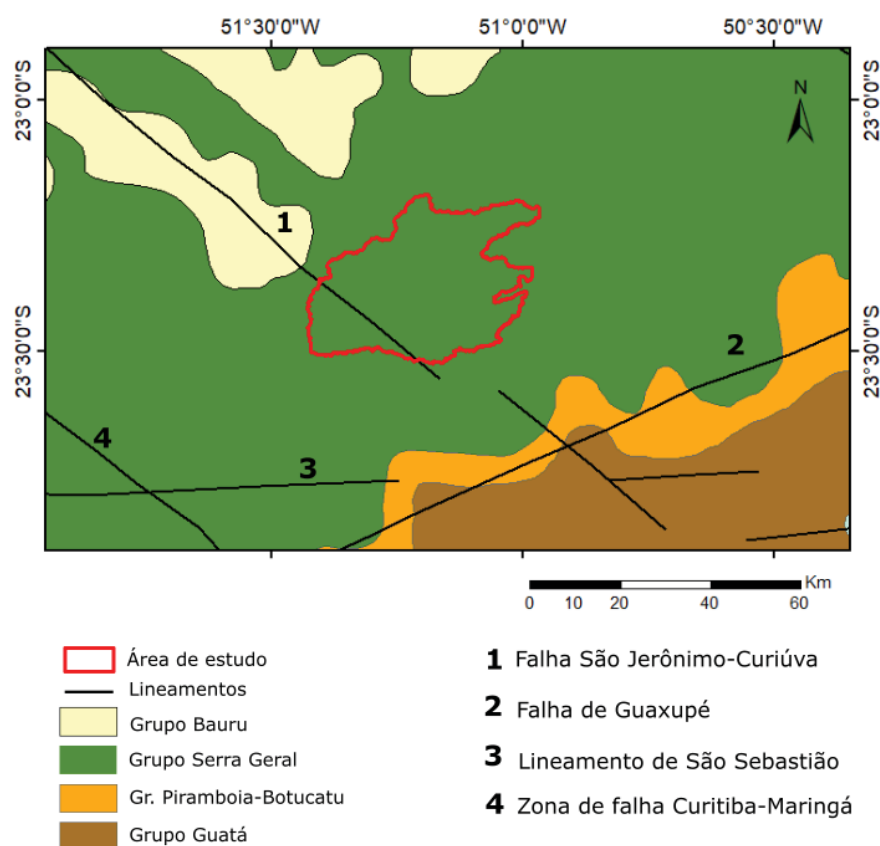 51°30'0"W 51°0'0"W 50°30'0"W
23°0'0"S 23°0'0"S
N
1
23°30'0"S 23°30'0"S
2
4
3
Km
0 10 20 40 60
Área de estudo
Lineamentos
Grupo Bauru
Grupo Serra Geral
Gr. Piramboia-Botucatu
Grupo Guatá
1 Falha São Jerônimo-Curiúva
2 Falha de Guaxupé
3 Lineamento de São Sebastião
4 Zona de falha Curitiba-Maringá